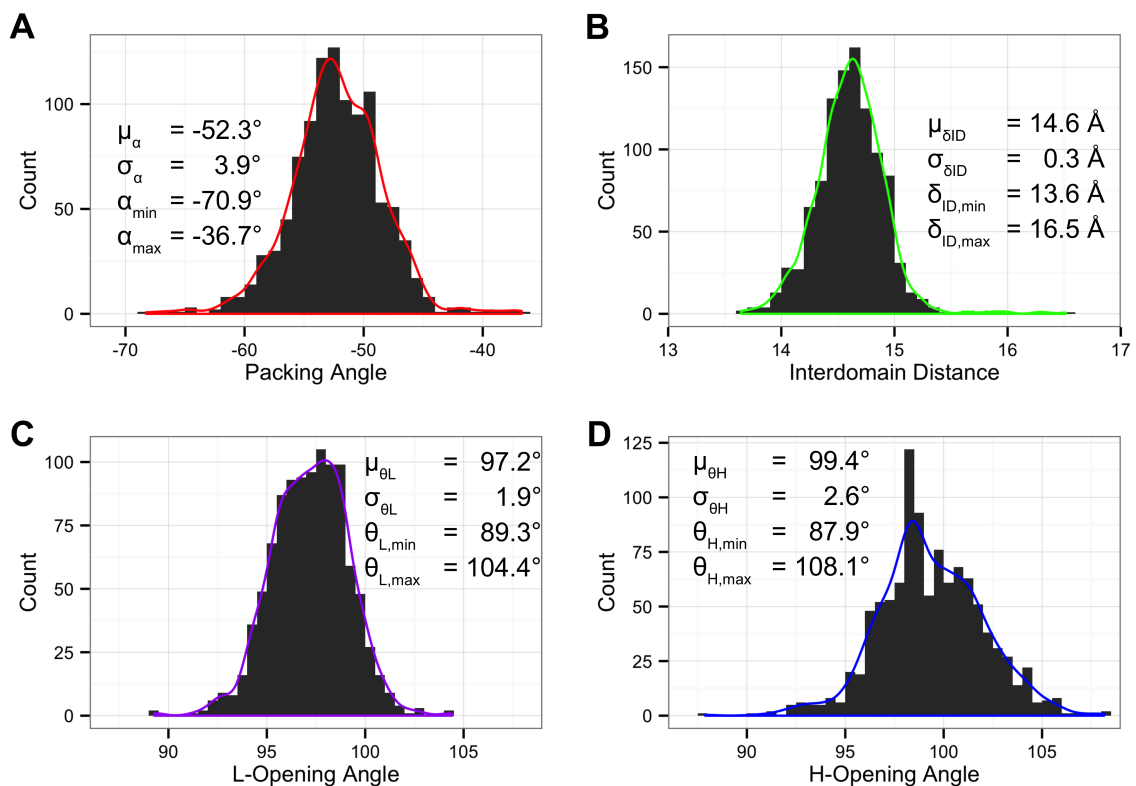 A
μα = -52.3°
σα = 3.9°
αmin = -70.9°
αmax = -36.7°
Count
100
50
0
-70 -60 -50 -40
Packing Angle
B
μδID = 14.6 Å
σδID = 0.3 Å
δID,min = 13.6 Å
δID,max = 16.5 Å
Count
150
100
50
0
13 14 15 16 17
Interdomain Distance
C
μθL = 97.2°
σθL = 1.9°
θL,min = 89.3°
θL,max = 104.4°
Count
100
75
50
25
0
90 95 100 105
L-Opening Angle
D
μθH = 99.4°
σθH = 2.6°
θH,min = 87.9°
θH,max = 108.1°
Count
125
100
75
50
25
0
90 95 100 105
H-Opening Angle